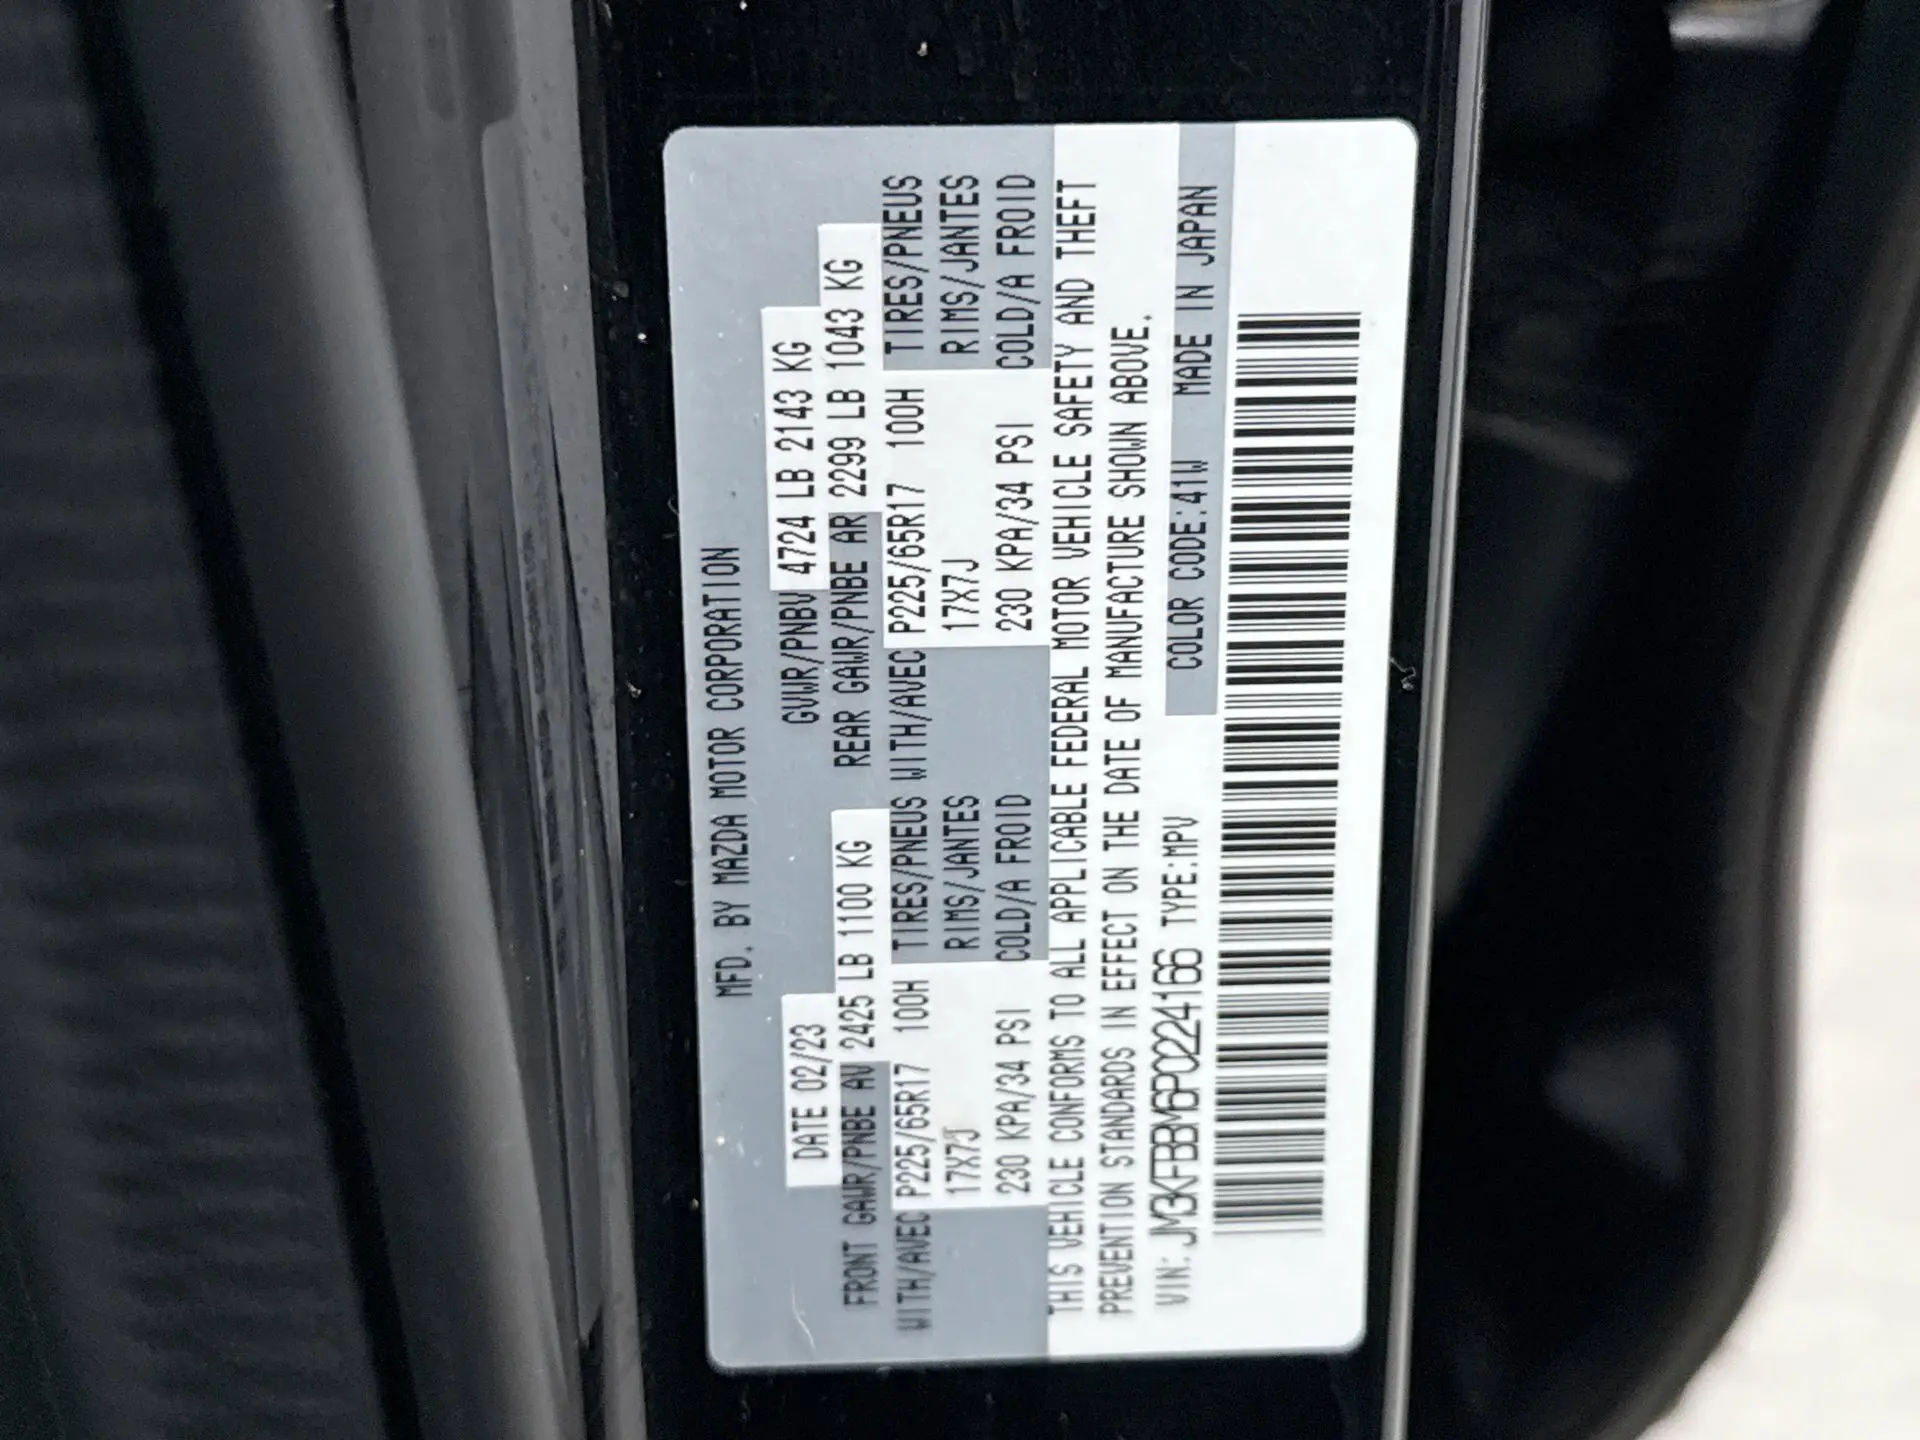 MFD. BY MAZDA MOTOR CORPORATION
DATE 02/23 GVWR/PNBV 4724 LB 2143 KG
FRONT GAWR/PNBE AV 2425 LB 1100 KG REAR GAWR/PNBE AR 2299 LB 1043 KG
WITH/AVEC P225/65R17 100H TIRES/PNEUS WITH/AVEC P225/65R17 100H TIRES/PNEUS
17X7J RIMS/JANTES 17X7J RIMS/JANTES
230 KPA/34 PSI COLD/A FROID 230 KPA/34 PSI COLD/A FROID
THIS VEHICLE CONFORMS TO ALL APPLICABLE FEDERAL MOTOR VEHICLE SAFETY AND THEFT
PREVENTION STANDARDS IN EFFECT ON THE DATE OF MANUFACTURE SHOWN ABOVE.
VIN: JM3KFBBM6P0224166 TYPE:MPV COLOR CODE:41W MADE IN JAPAN